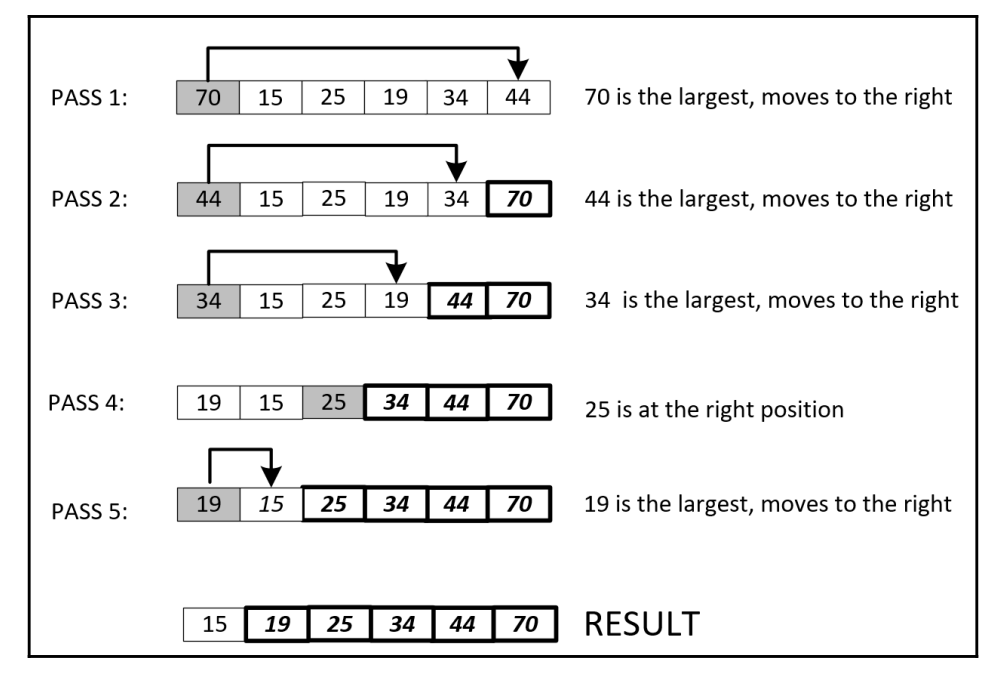 PASS 1: 70 15 25 19 34 44 70 is the largest, moves to the right
PASS 2: 44 15 25 19 34 70 44 is the largest, moves to the right
PASS 3: 34 15 25 19 44 70 34 is the largest, moves to the right
PASS 4: 19 15 25 34 44 70 25 is at the right position
PASS 5: 19 15 25 34 44 70 19 is the largest, moves to the right
15 19 25 34 44 70 RESULT